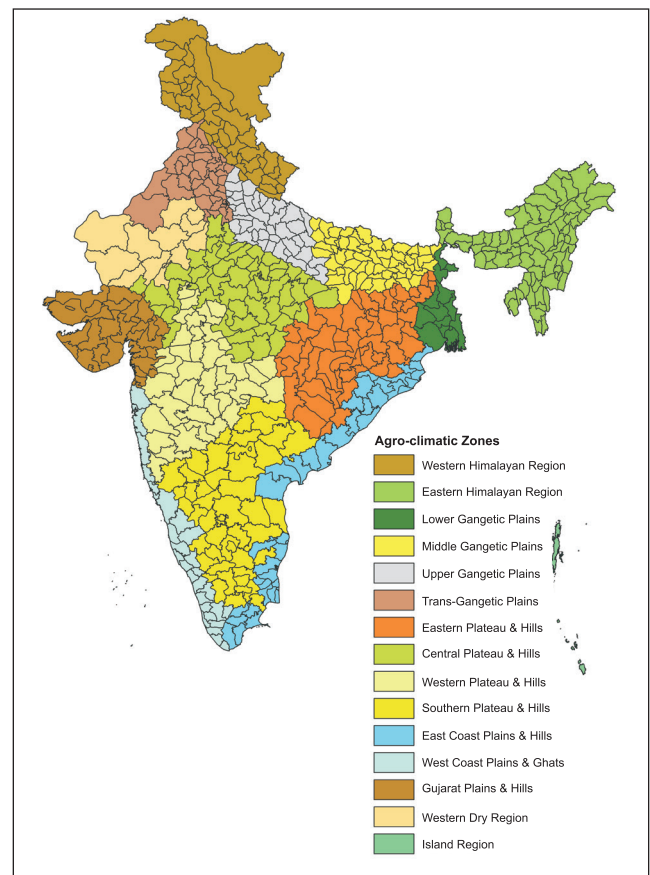 Agro-climatic Zones
Western Himalayan Region
Eastern Himalayan Region
Lower Gangetic Plains
Middle Gangetic Plains
Upper Gangetic Plains
Trans-Gangetic Plains
Eastern Plateau & Hills
Central Plateau & Hills
Western Plateau & Hills
Southern Plateau & Hills
East Coast Plains & Hills
West Coast Plains & Ghats
Gujarat Plains & Hills
Western Dry Region
Island Region